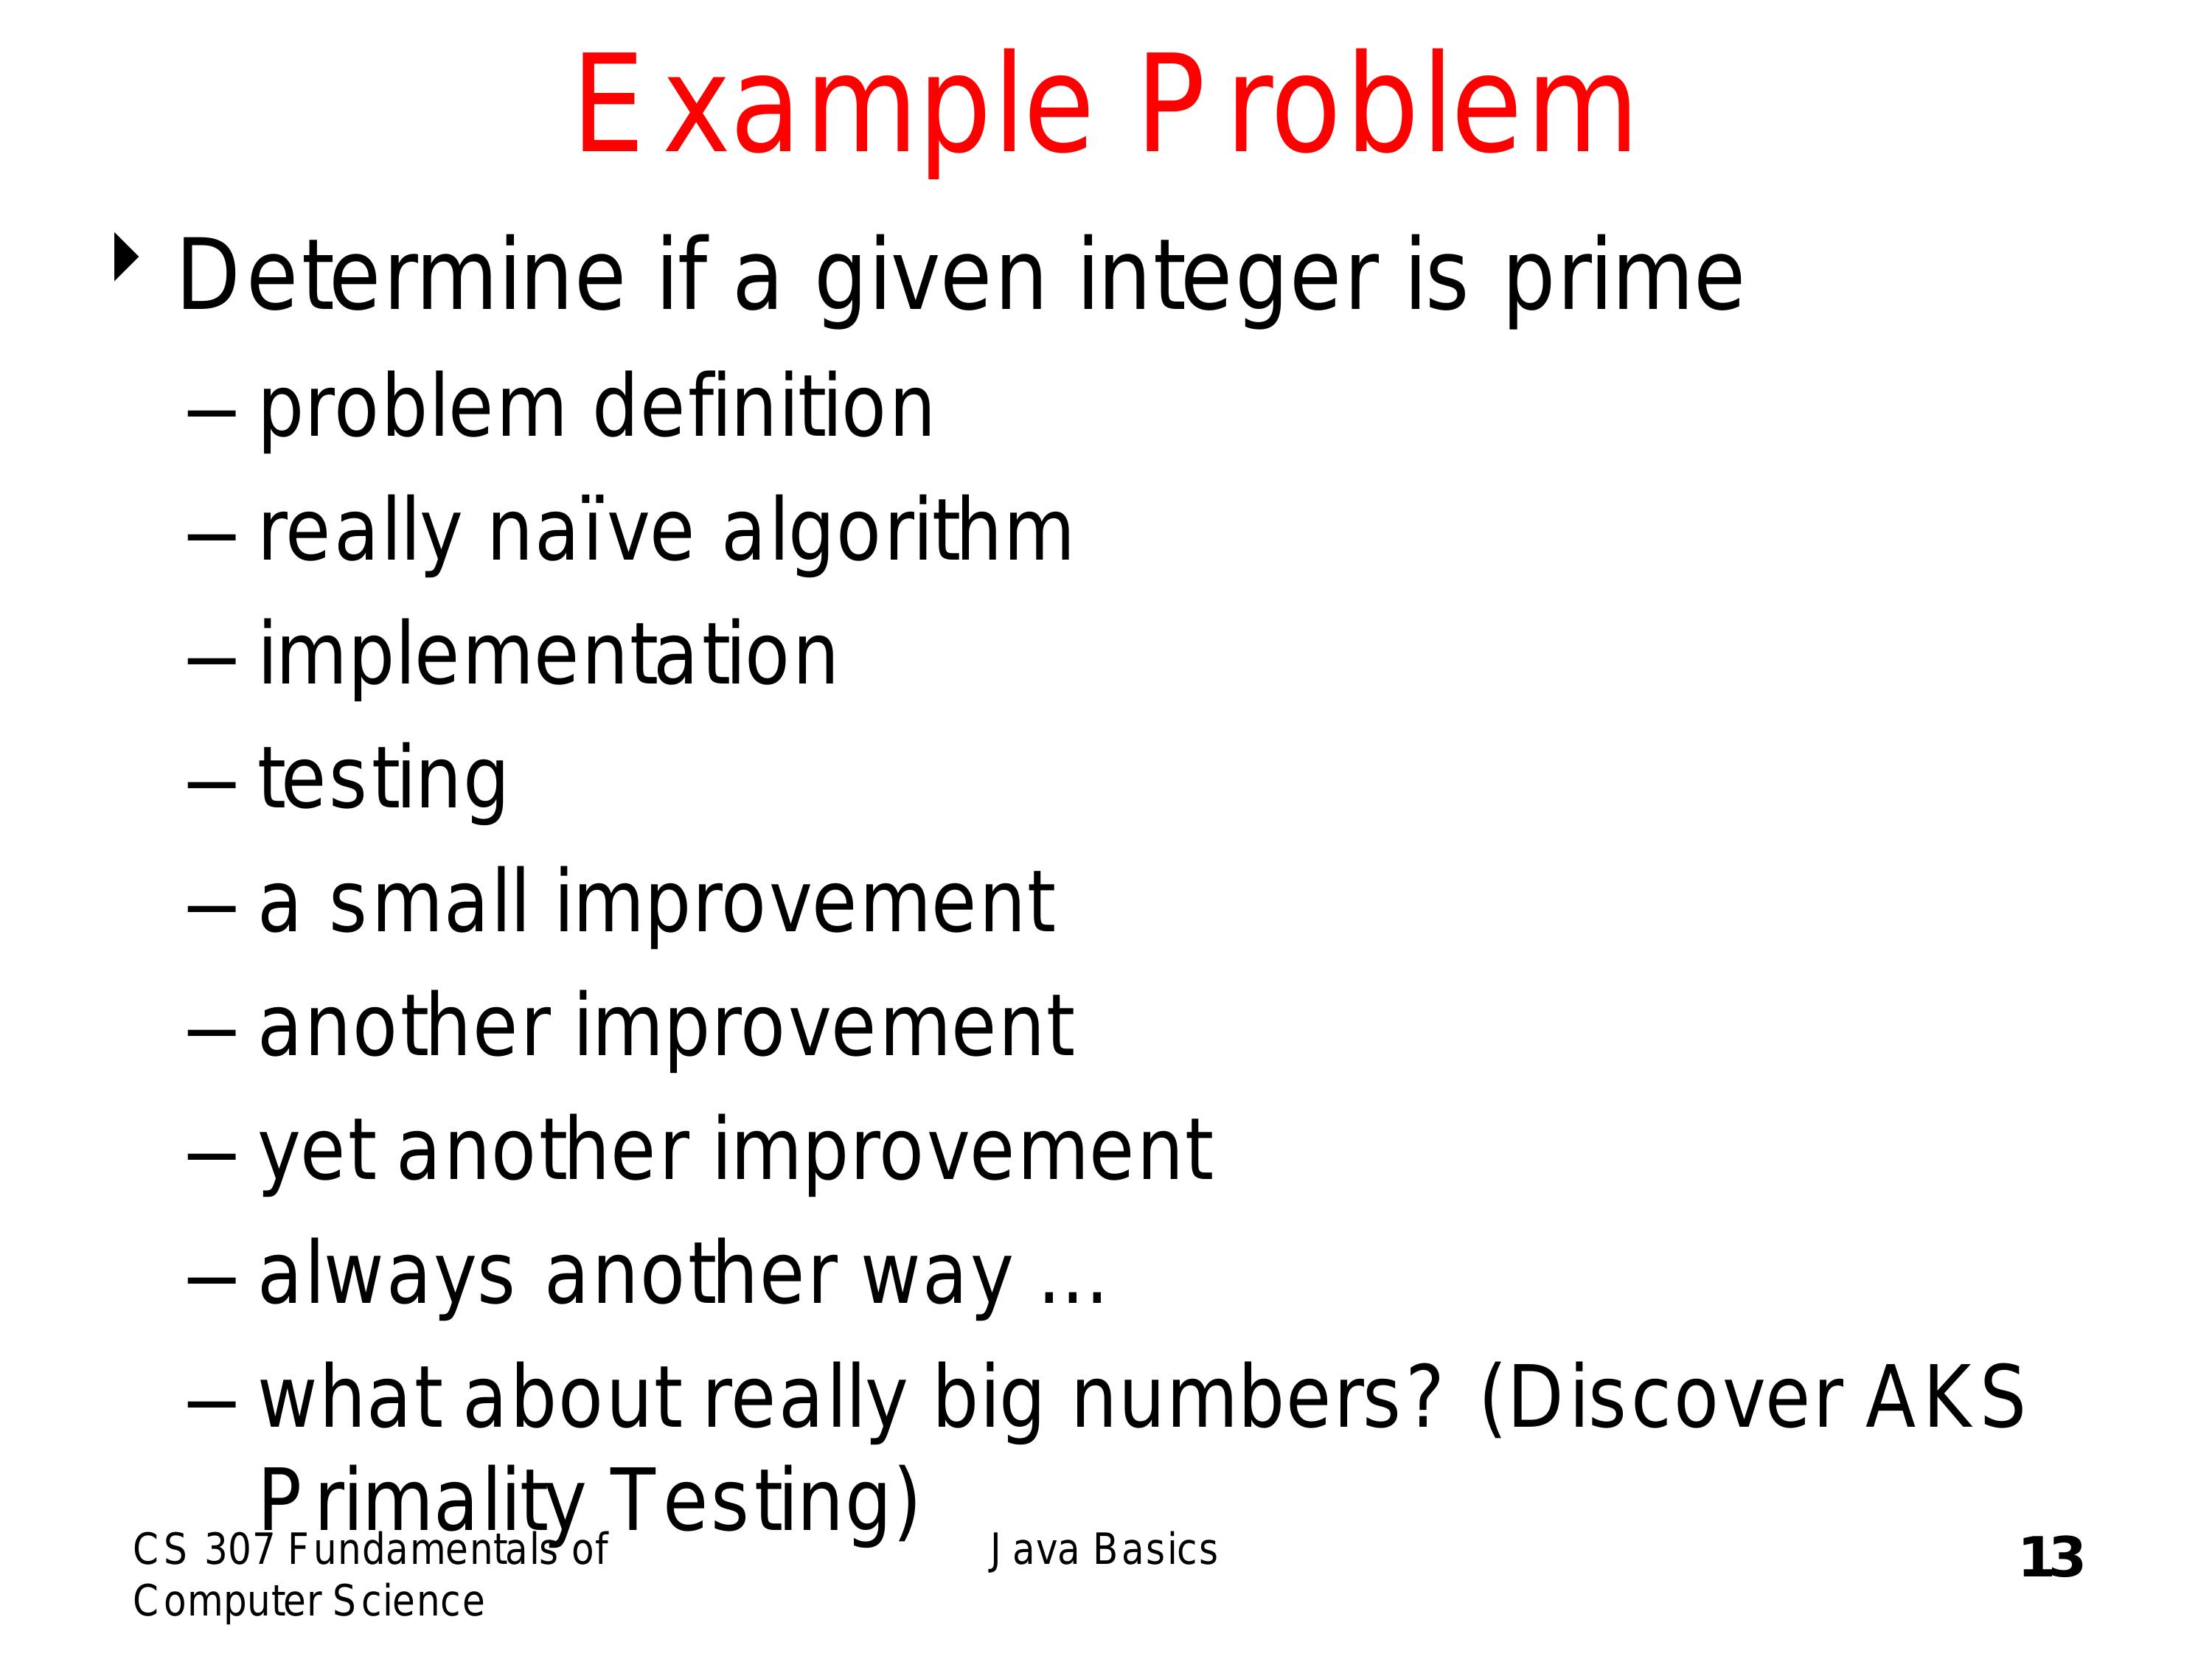 Example Problem
Determine if a given integer is prime
– problem definition
– really naïve algorithm
– implementation
– testing
– a small improvement
– another improvement
– yet another improvement
– always another way ...
– what about really big numbers? (Discover AKS
Primality Testing)
CS 307 Fundamentals of
Computer Science
Java Basics
13